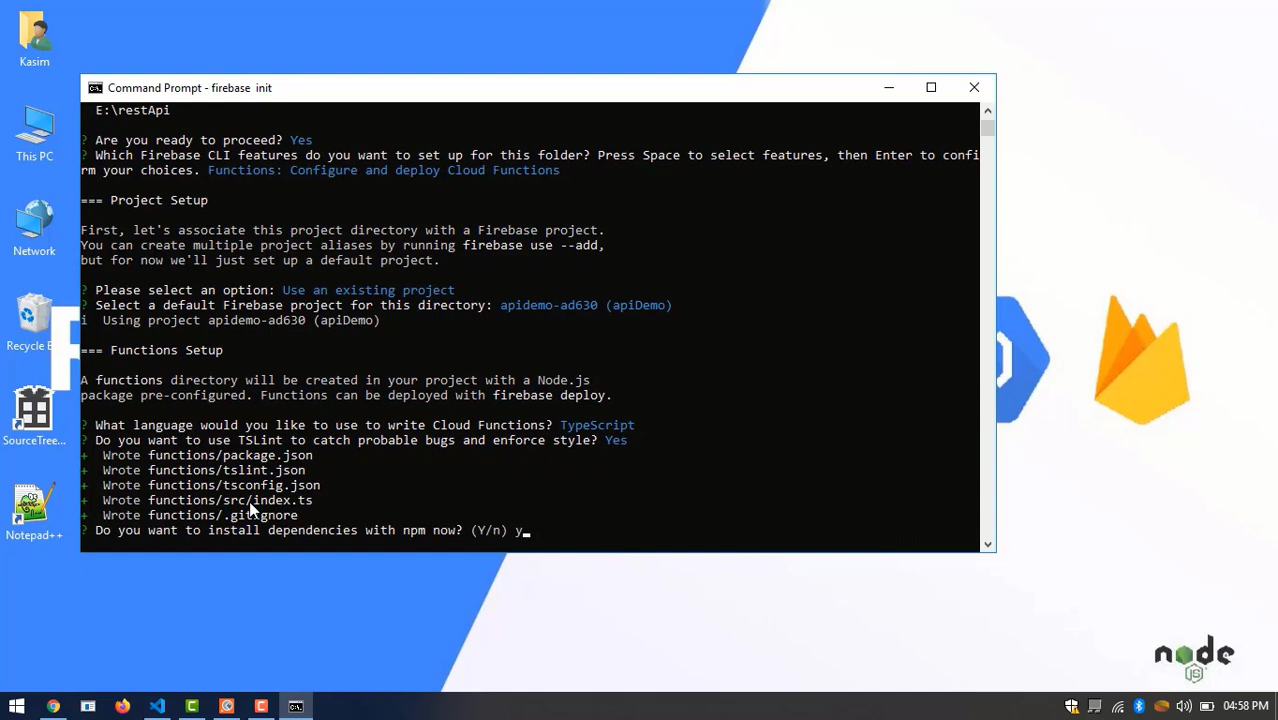 Kasim
This PC
Network
Recycle B
SourceTree...
Notepad++
Command Prompt - firebase  init
E:\restApi
? Are you ready to proceed? Yes
? Which Firebase CLI features do you want to set up for this folder? Press Space to select features, then Enter to confi
rm your choices. Functions: Configure and deploy Cloud Functions
=== Project Setup
First, let's associate this project directory with a Firebase project.
You can create multiple project aliases by running firebase use --add,
but for now we'll just set up a default project.
? Please select an option: Use an existing project
? Select a default Firebase project for this directory: apidemo-ad630 (apiDemo)
i  Using project apidemo-ad630 (apiDemo)
=== Functions Setup
A functions directory will be created in your project with a Node.js
package pre-configured. Functions can be deployed with firebase deploy.
? What language would you like to use to write Cloud Functions? TypeScript
? Do you want to use TSLint to catch probable bugs and enforce style? Yes
+  Wrote functions/package.json
+  Wrote functions/tslint.json
+  Wrote functions/tsconfig.json
+  Wrote functions/src/index.ts
+  Wrote functions/.gitignore
? Do you want to install dependencies with npm now? (Y/n) y
node
JS
04:58 PM